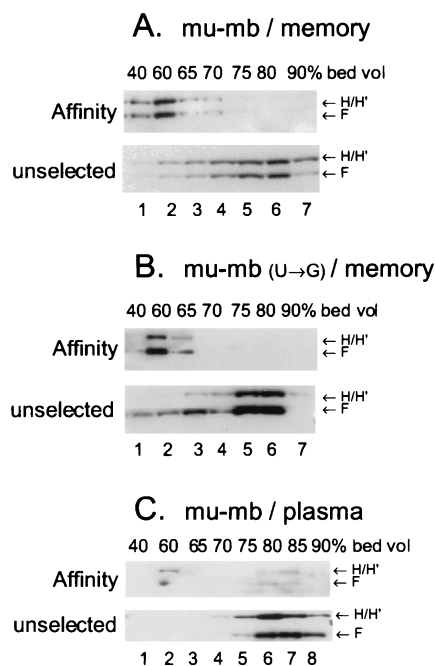 A. mu-mb / memory
40 60 65 70 75 80 90% bed vol
Affinity
← H/H'
← F
unselected
← H/H'
← F
1 2 3 4 5 6 7
B. mu-mb (U→G) / memory
40 60 65 70 75 80 90% bed vol
Affinity
← H/H'
← F
unselected
← H/H'
← F
1 2 3 4 5 6 7
C. mu-mb / plasma
40 60 65 70 75 80 85 90% bed vol
Affinity
← H/H'
← F
unselected
← H/H'
← F
1 2 3 4 5 6 7 8